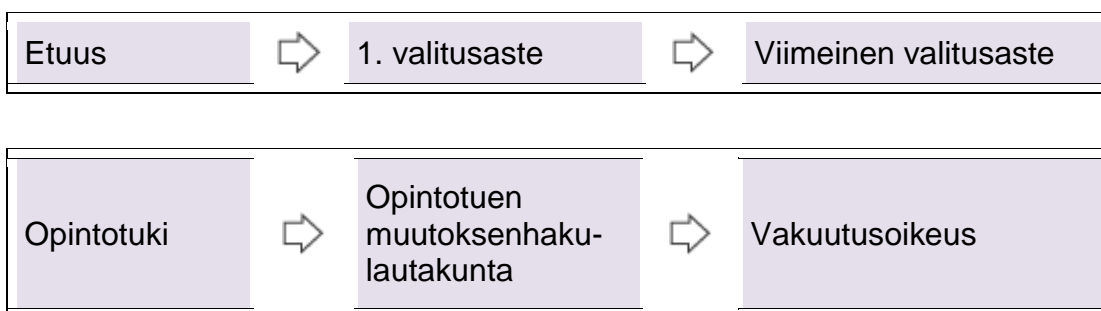 Etuus 1. valitusaste Viimeinen valitusaste
Opintotuki
Opintotuen
muutoksenhaku-
lautakunta
Vakuutusoikeus